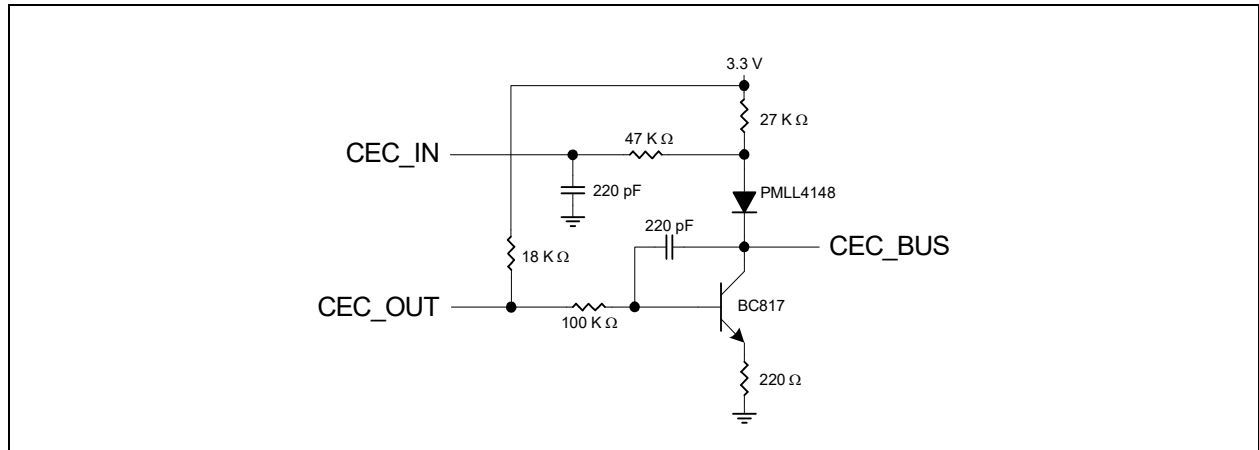 3.3 V
27 K Ω
47 K Ω
CEC_IN
220 pF
PMLL4148
220 pF
CEC_BUS
18 K Ω
CEC_OUT
100 K Ω
BC817
220 Ω